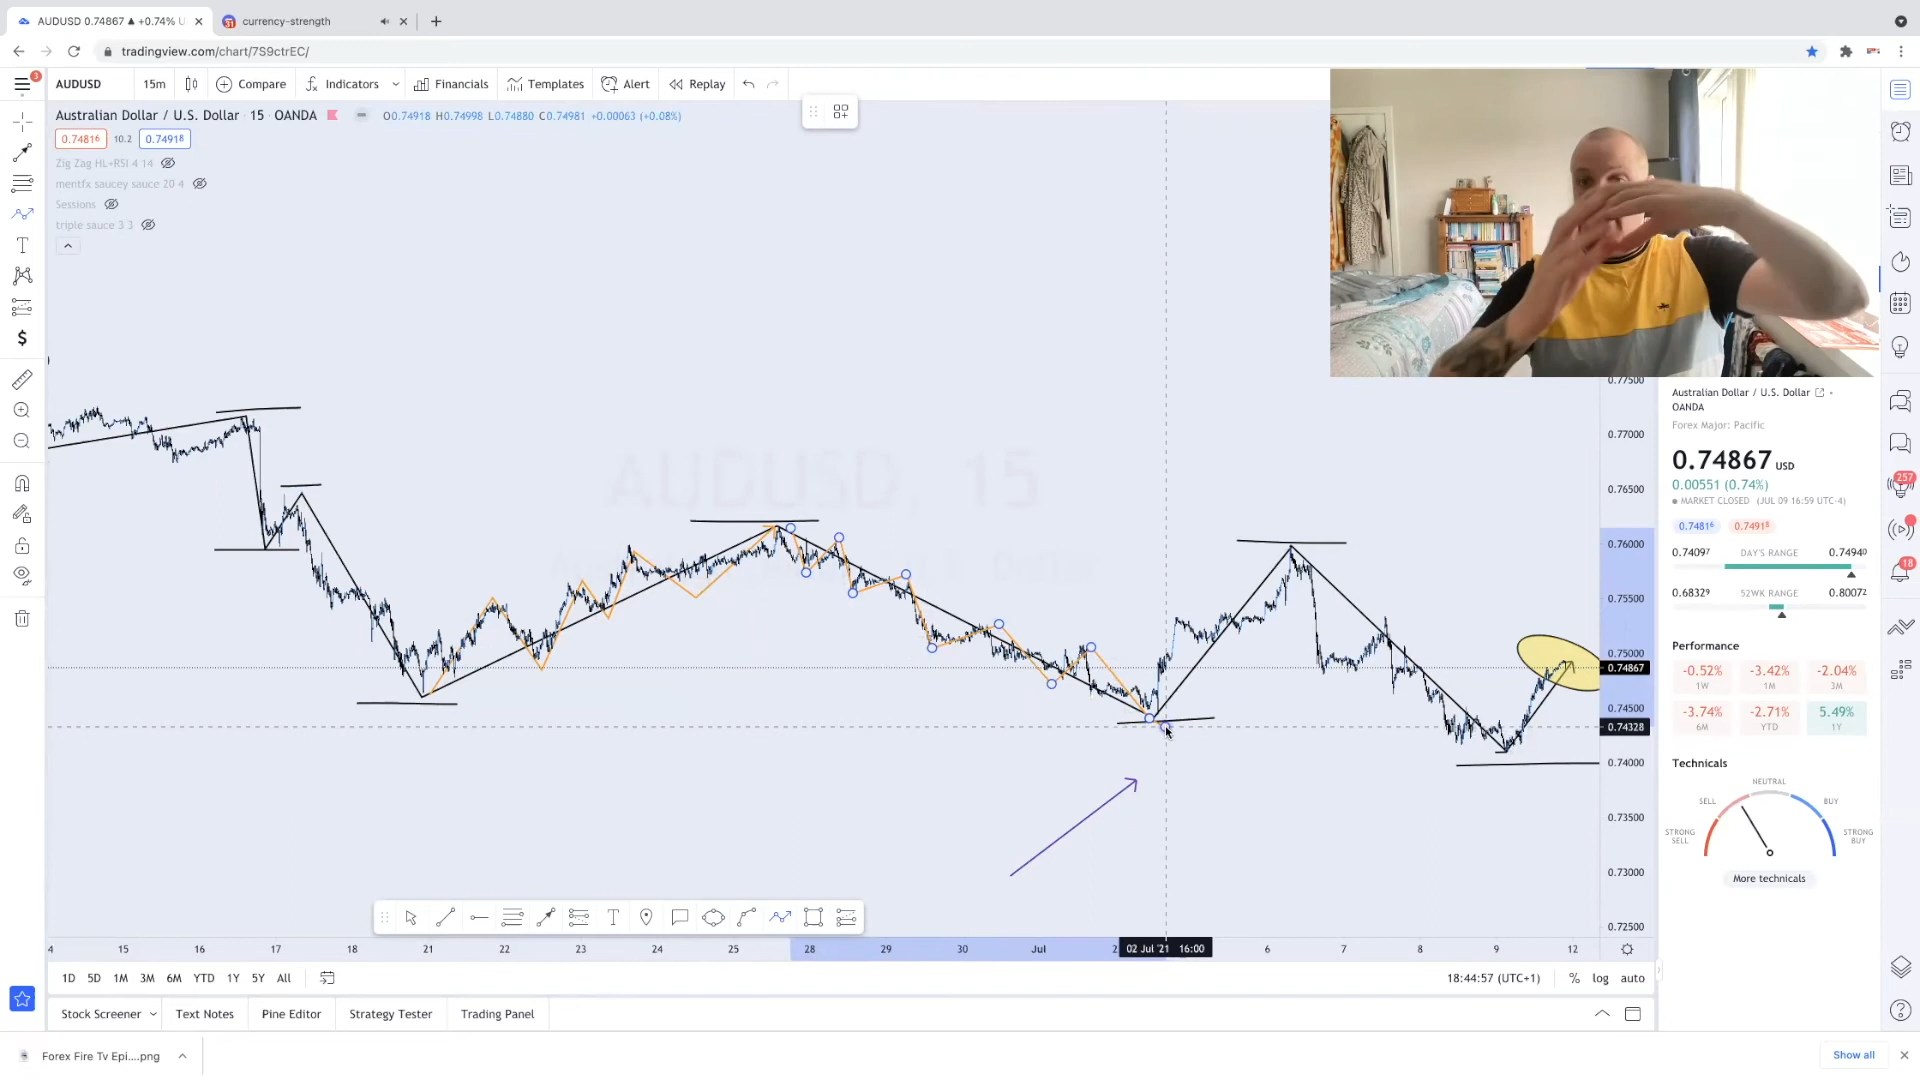 AUDUSD 0.74867 ▲ +0.74% U
currency-strength
tradingview.com/chart/7S9ctrEC/
3
AUDUSD
15m
Compare
Indicators
Financials
Templates
Alert
Replay
Australian Dollar / U.S. Dollar · 15 · OANDA
O0.74918 H0.74998 L0.74880 C0.74981 +0.00063 (+0.08%)
0.74816
10.2
0.74918
Zig Zag HL+RSI 4 14
mentfx saucey sauce 20 4
Sessions
triple sauce 3 3
AUDUSD, 15
0.77500
0.77000
0.76500
0.76000
0.75500
0.75000
0.74867
0.74500
0.74328
0.74000
0.73500
0.73000
0.72500
4
15
16
17
18
21
22
23
24
25
28
29
30
Jul
2
02 Jul '21 16:00
6
7
8
9
12
1D
5D
1M
3M
6M
YTD
1Y
5Y
All
18:44:57 (UTC+1)
%
log
auto
Stock Screener
Text Notes
Pine Editor
Strategy Tester
Trading Panel
Forex Fire Tv Epi....png
Show all
Australian Dollar / U.S. Dollar
OANDA
Forex Major: Pacific
0.74867 USD
0.00551 (0.74%)
MARKET CLOSED (JUL 09 16:59 UTC-4)
0.74816
0.74918
0.74097 DAY'S RANGE 0.74940
0.68329 52WK RANGE 0.80072
Performance
-0.52% -3.42% -2.04%
1W 1M 3M
-3.74% -2.71% 5.49%
6M YTD 1Y
Technicals
NEUTRAL
SELL
BUY
STRONG SELL
STRONG BUY
More technicals
257
18